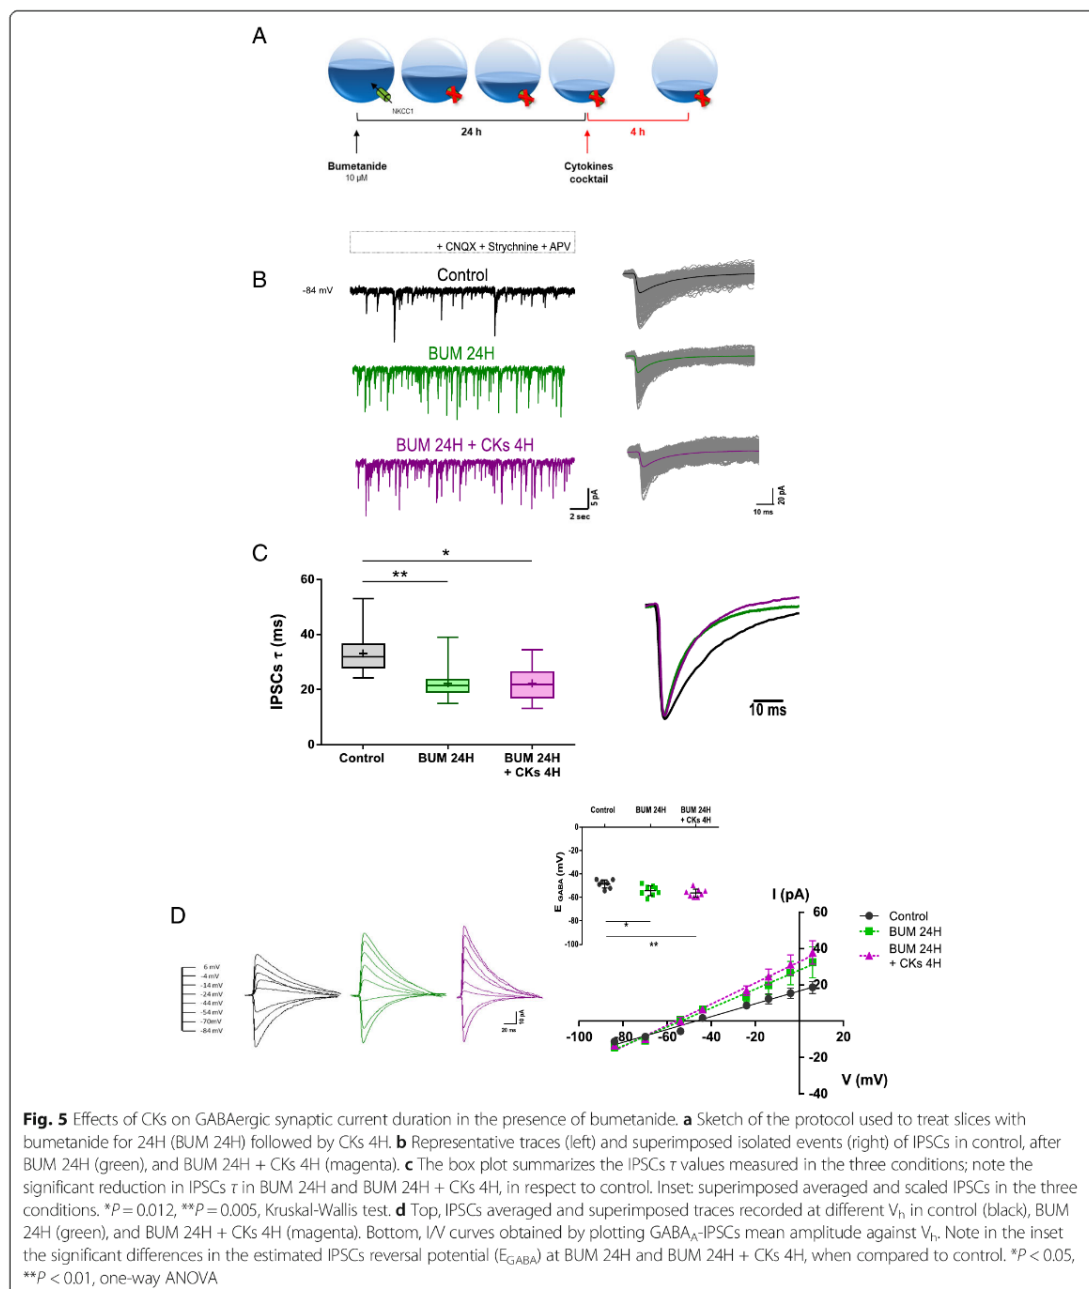 A
NKCC1
24 h
4 h
Bumetanide
10 µM
Cytokines
cocktail
+ CNQX + Strychnine + APV
B
Control
-84 mV
BUM 24H
BUM 24H + CKs 4H
5 pA
2 sec
20 pA
10 ms
C
*
**
60
40
20
0
IPSCs τ (ms)
Control
BUM 24H
BUM 24H
+ CKs 4H
10 ms
D
Control
BUM 24H
BUM 24H
+ CKs 4H
0
-20
-40
-60
-80
-100
E GABA (mV)
*
**
6 mV
-4 mV
-14 mV
-24 mV
-44 mV
-54 mV
-70mV
-84 mV
10 pA
20 ms
I (pA)
60
40
20
-20
-40
-100 -80 -60 -40 -20 20
V (mV)
Control
BUM 24H
BUM 24H
+ CKs 4H
Fig. 5 Effects of CKs on GABAergic synaptic current duration in the presence of bumetanide. a Sketch of the protocol used to treat slices with
bumetanide for 24H (BUM 24H) followed by CKs 4H. b Representative traces (left) and superimposed isolated events (right) of IPSCs in control, after
BUM 24H (green), and BUM 24H + CKs 4H (magenta). c The box plot summarizes the IPSCs τ values measured in the three conditions; note the
significant reduction in IPSCs τ in BUM 24H and BUM 24H + CKs 4H, in respect to control. Inset: superimposed averaged and scaled IPSCs in the three
conditions. *P = 0.012, **P = 0.005, Kruskal-Wallis test. d Top, IPSCs averaged and superimposed traces recorded at different Vh in control (black), BUM
24H (green), and BUM 24H + CKs 4H (magenta). Bottom, I/V curves obtained by plotting GABAA-IPSCs mean amplitude against Vh. Note in the inset
the significant differences in the estimated IPSCs reversal potential (EGABA) at BUM 24H and BUM 24H + CKs 4H, when compared to control. *P < 0.05,
**P < 0.01, one-way ANOVA